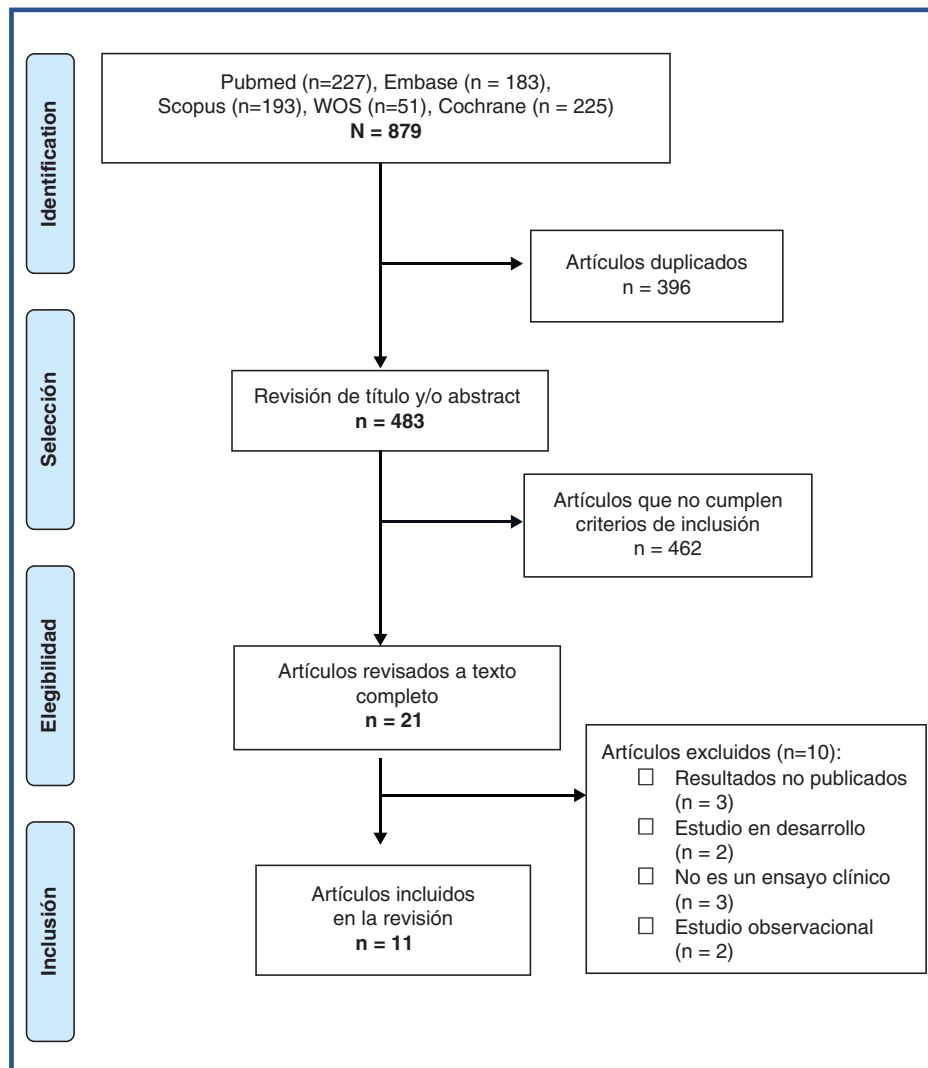 Identification
Pubmed (n=227), Embase (n = 183),
Scopus (n=193), WOS (n=51), Cochrane (n = 225)
N = 879
Artículos duplicados
n = 396
Selección
Revisión de título y/o abstract
n = 483
Artículos que no cumplen
criterios de inclusión
n = 462
Elegibilidad
Artículos revisados a texto
completo
n = 21
Artículos excluidos (n=10):
☐ Resultados no publicados
(n = 3)
☐ Estudio en desarrollo
(n = 2)
☐ No es un ensayo clínico
(n = 3)
☐ Estudio observacional
(n = 2)
Inclusión
Artículos incluidos
en la revisión
n = 11